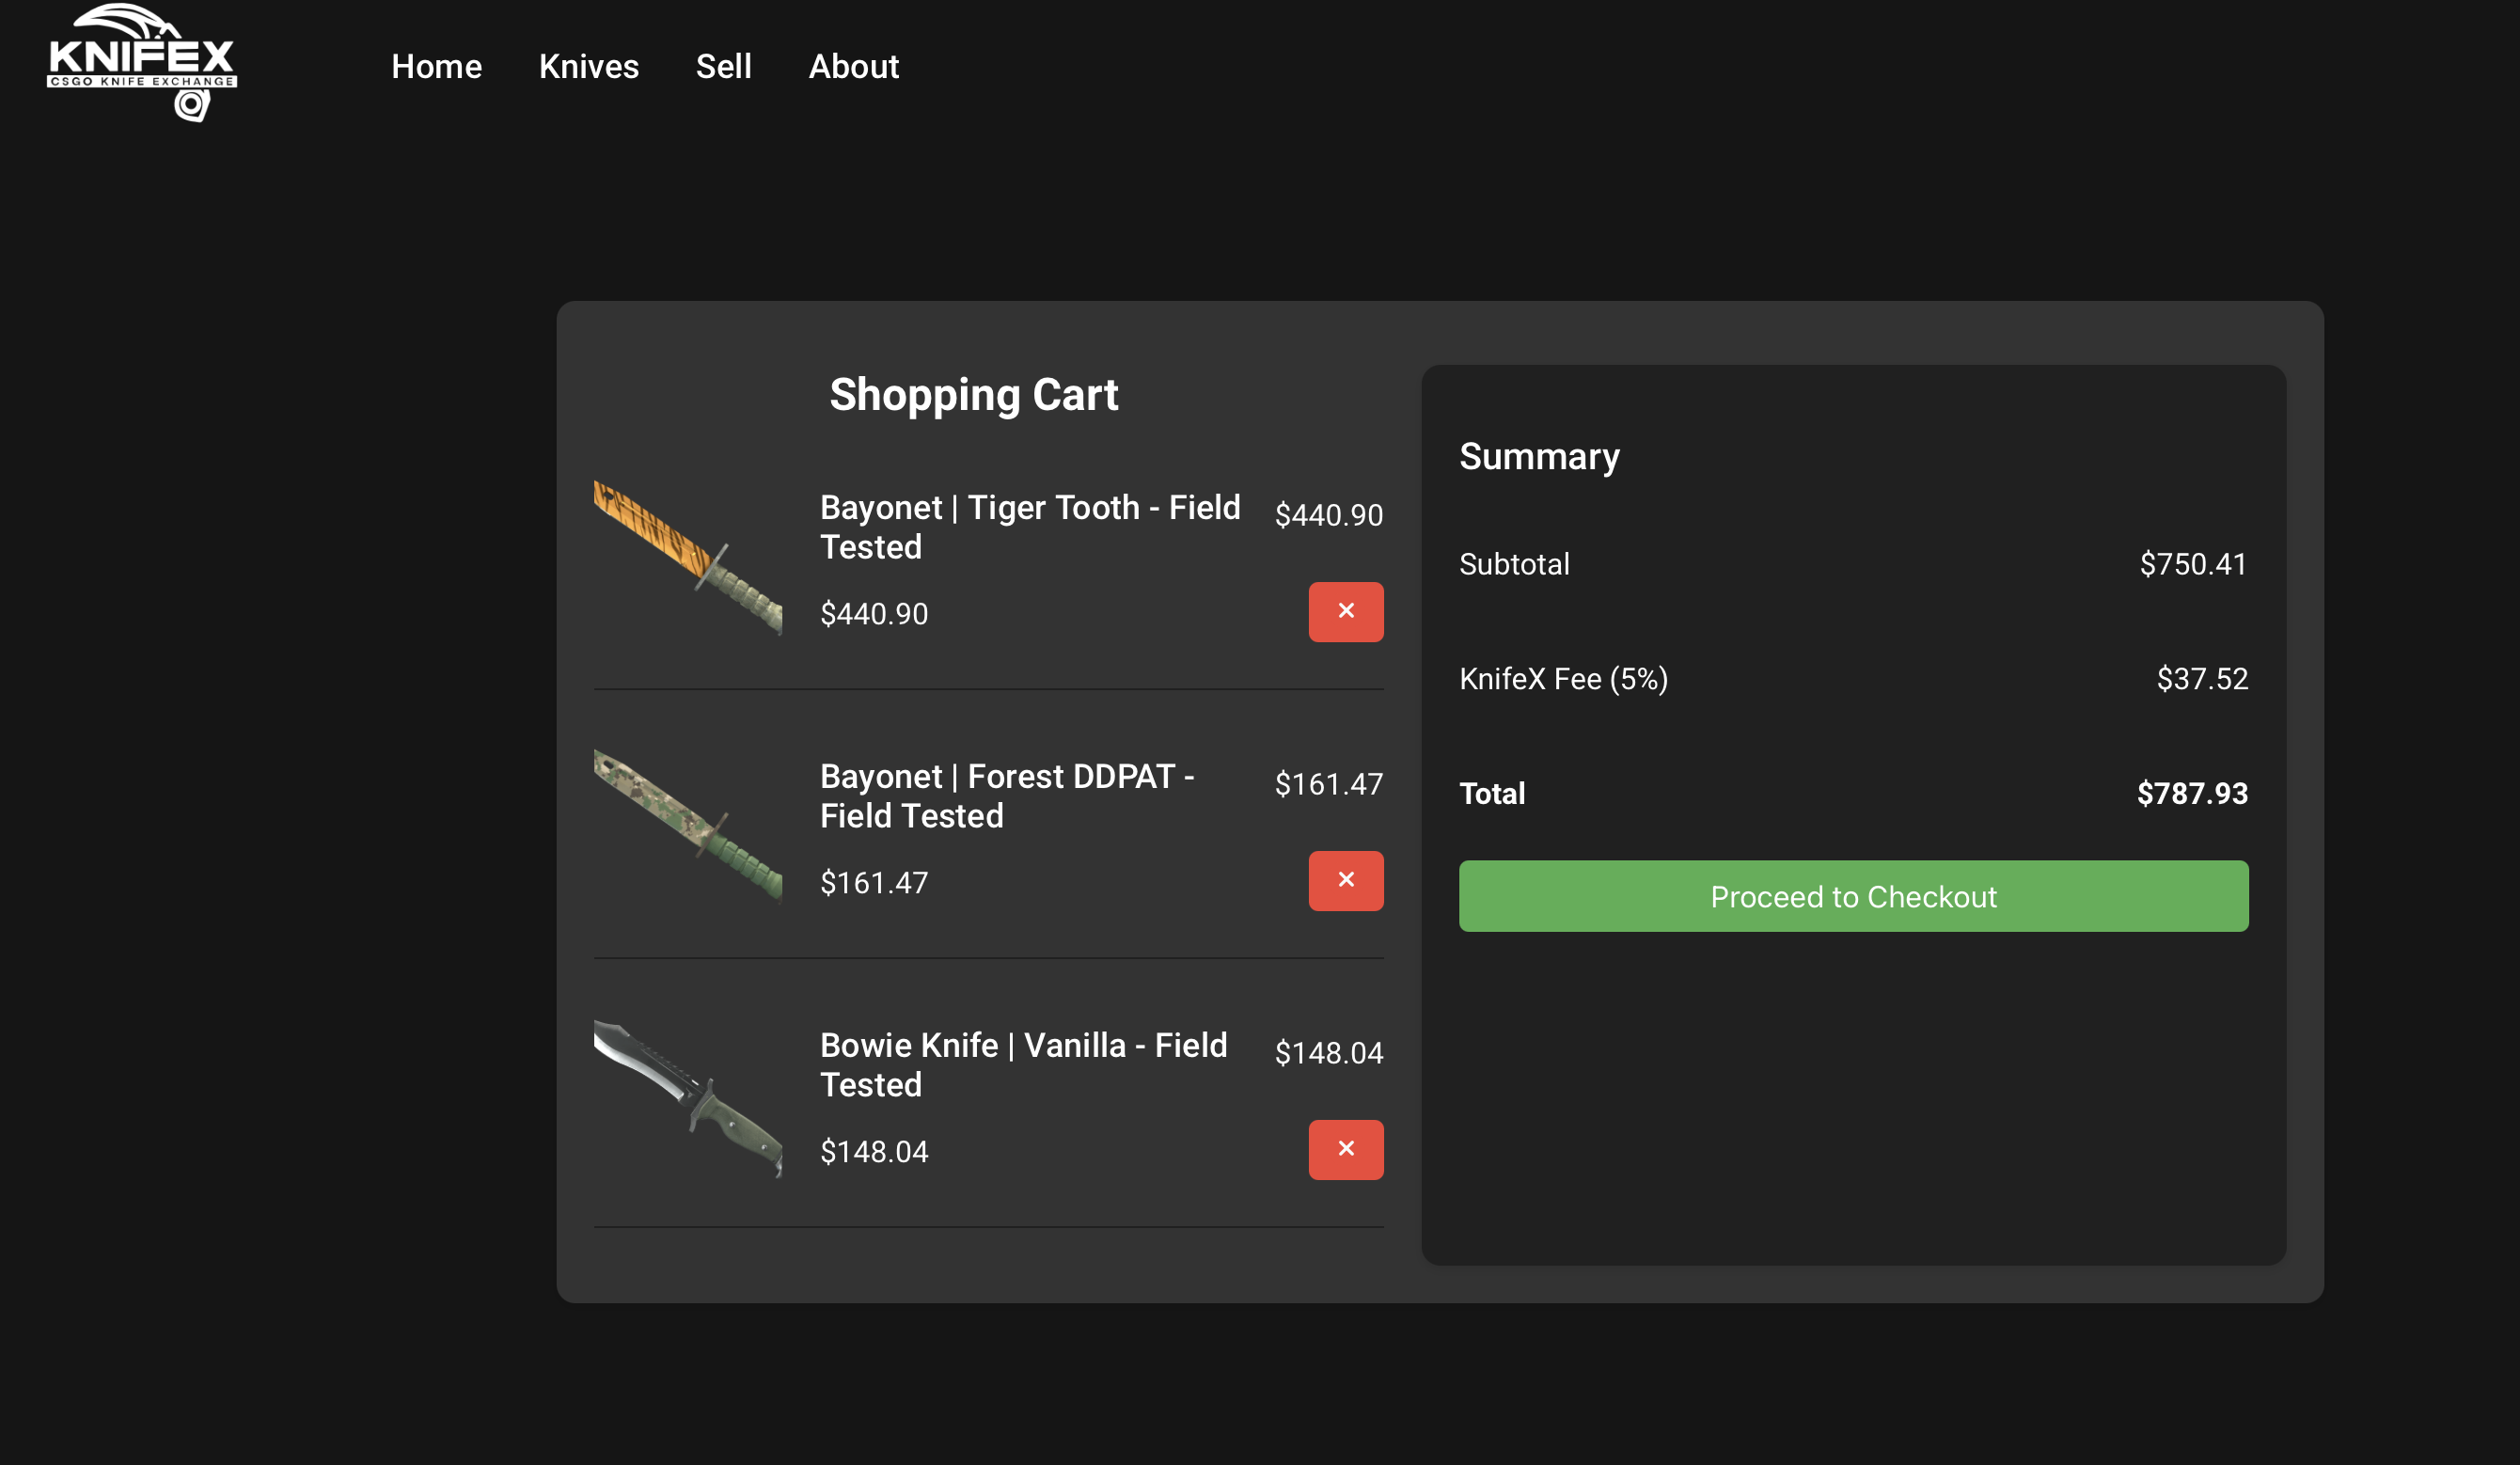 KNIFEX
CSGO KNIFE EXCHANGE
Home
Knives
Sell
About
Shopping Cart
Bayonet | Tiger Tooth - Field
Tested
$440.90
$440.90
×
Bayonet | Forest DDPAT -
Field Tested
$161.47
$161.47
×
Bowie Knife | Vanilla - Field
Tested
$148.04
$148.04
×
Summary
Subtotal
$750.41
KnifeX Fee (5%)
$37.52
Total
$787.93
Proceed to Checkout